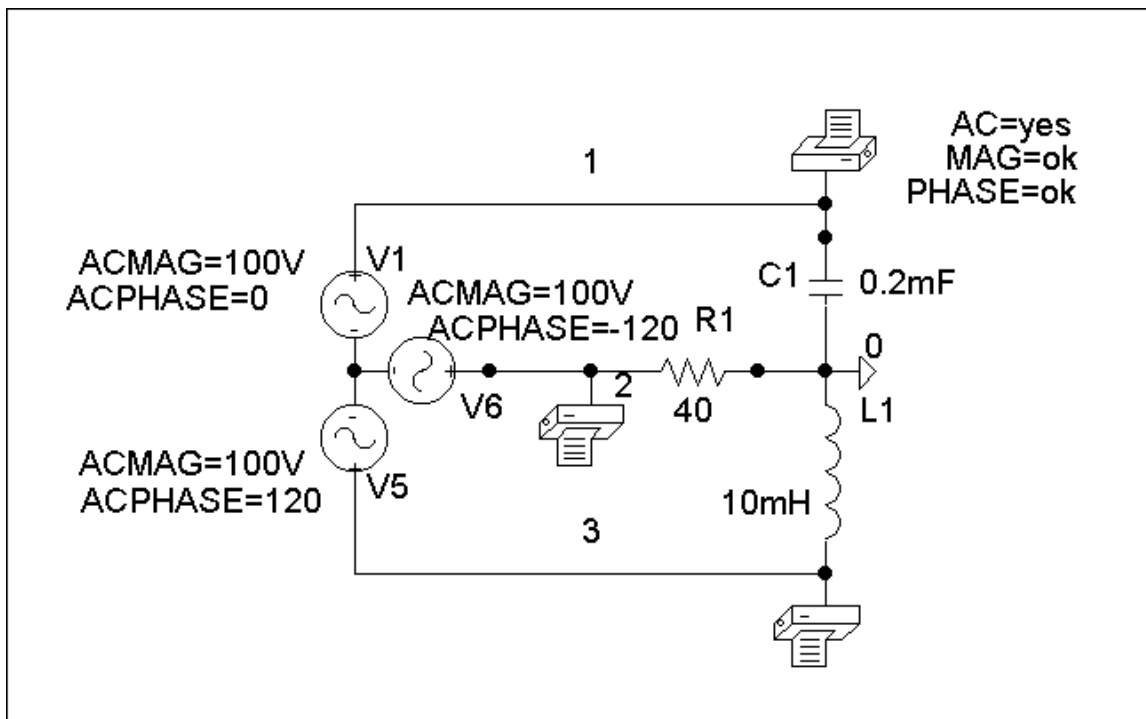 1
AC=yes
MAG=ok
PHASE=ok
ACMAG=100V
ACPHASE=0
V1
ACMAG=100V
ACPHASE=-120
V6
R1
40
2
C1
0.2mF
0
L1
10mH
ACMAG=100V
ACPHASE=120
V5
3